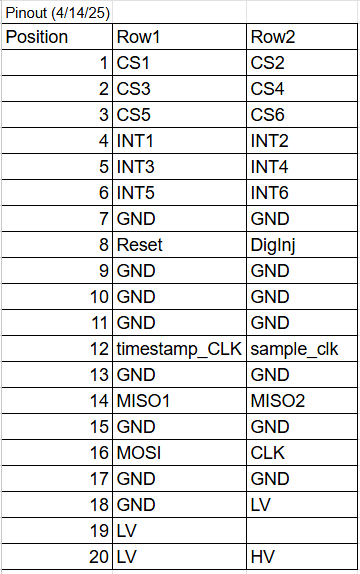 Pinout (4/14/25)
Position Row1 Row2
1 CS1 CS2
2 CS3 CS4
3 CS5 CS6
4 INT1 INT2
5 INT3 INT4
6 INT5 INT6
7 GND GND
8 Reset DigInj
9 GND GND
10 GND GND
11 GND GND
12 timestamp_CLK sample_clk
13 GND GND
14 MISO1 MISO2
15 GND GND
16 MOSI CLK
17 GND GND
18 GND LV
19 LV
20 LV HV